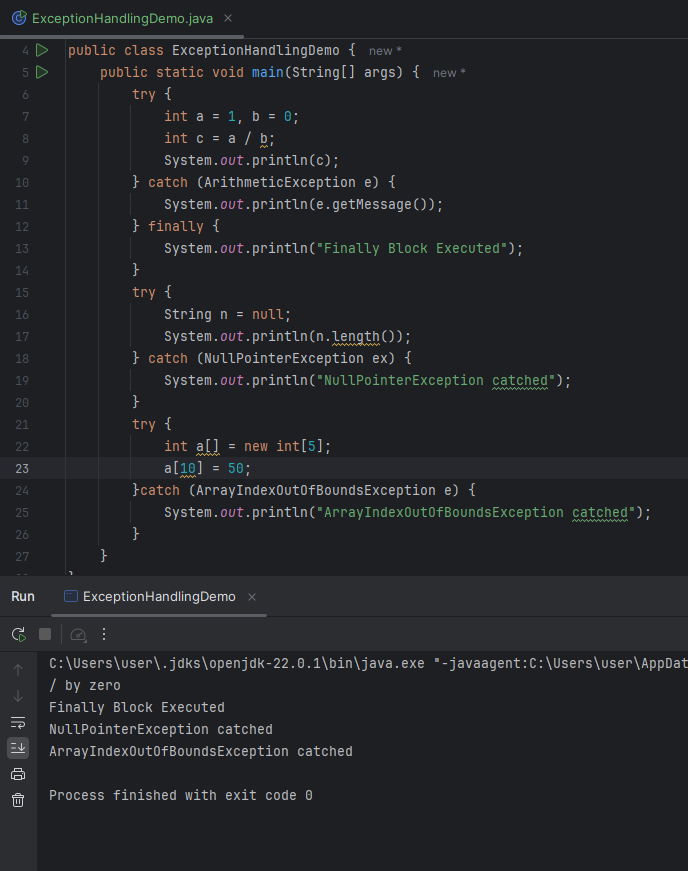 ExceptionHandlingDemo.java ×
4 public class ExceptionHandlingDemo { new *
5 public static void main(String[] args) { new *
6 try {
7 int a = 1, b = 0;
8 int c = a / b;
9 System.out.println(c);
10 } catch (ArithmeticException e) {
11 System.out.println(e.getMessage());
12 } finally {
13 System.out.println("Finally Block Executed");
14 }
15 try {
16 String n = null;
17 System.out.println(n.length());
18 } catch (NullPointerException ex) {
19 System.out.println("NullPointerException catched");
20 }
21 try {
22 int a[] = new int[5];
23 a[10] = 50;
24 }catch (ArrayIndexOutOfBoundsException e) {
25 System.out.println("ArrayIndexOutOfBoundsException catched");
26 }
27 }
Run ExceptionHandlingDemo ×
C:\Users\user\.jdks\openjdk-22.0.1\bin\java.exe "-javaagent:C:\Users\user\AppDat
/ by zero
Finally Block Executed
NullPointerException catched
ArrayIndexOutOfBoundsException catched
Process finished with exit code 0